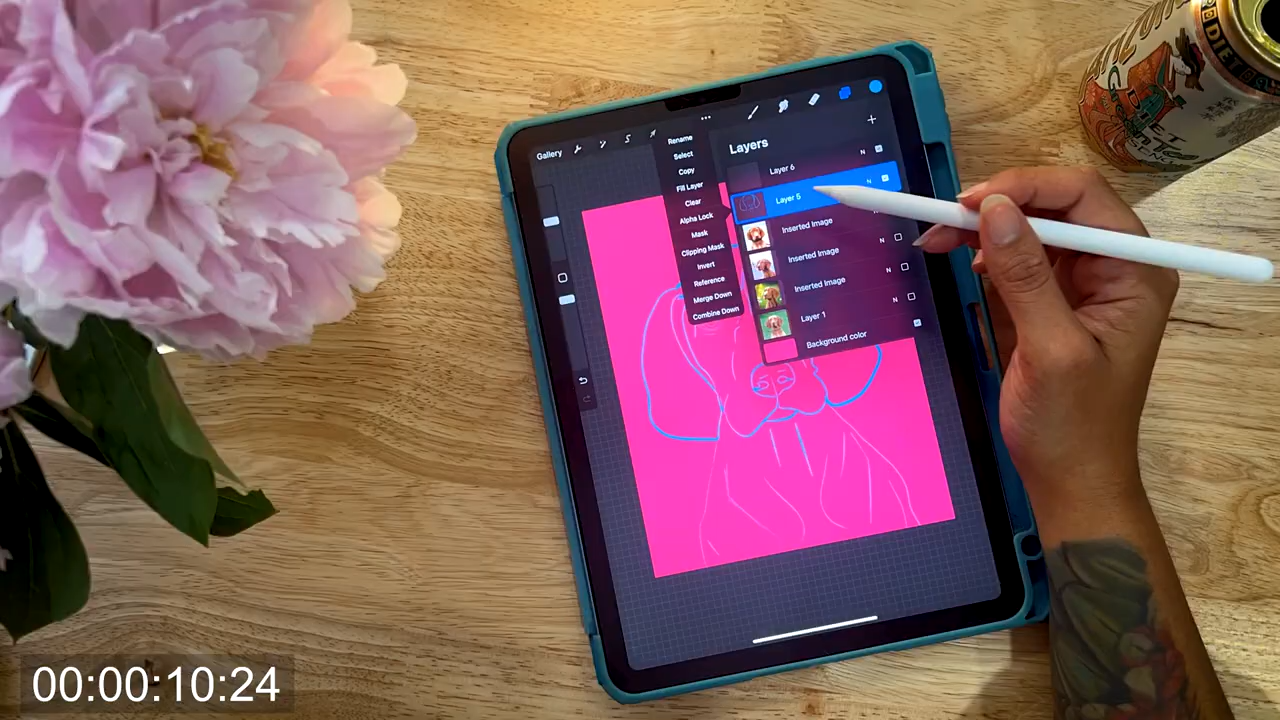 Gallery
Rename
Select
Copy
Fill Layer
Clear
Alpha Lock
Mask
Clipping Mask
Invert
Reference
Merge Down
Combine Down
Layers
Layer 6
N
Layer 5
N
Inserted Image
Inserted Image
N
Inserted Image
N
Layer 1
N
Background color
DIET
00:00:10:24